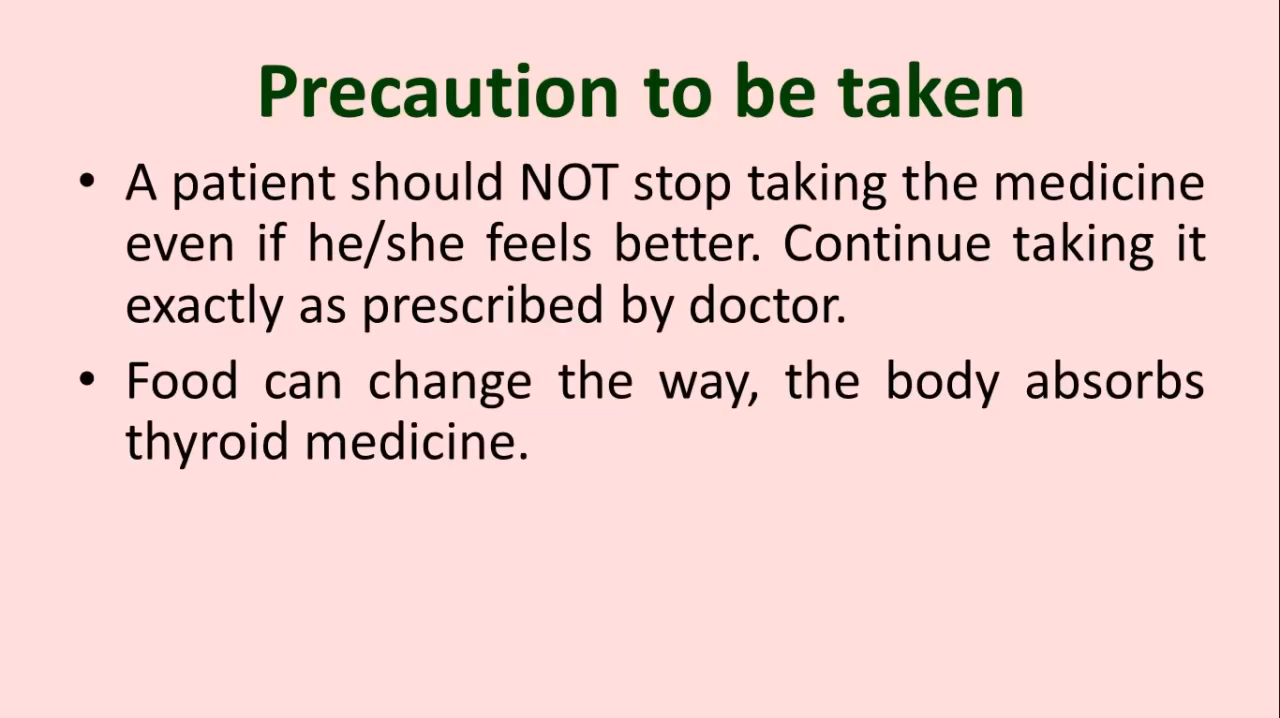 Precaution to be taken
• A patient should NOT stop taking the medicine
even if he/she feels better. Continue taking it
exactly as prescribed by doctor.
• Food can change the way, the body absorbs
thyroid medicine.